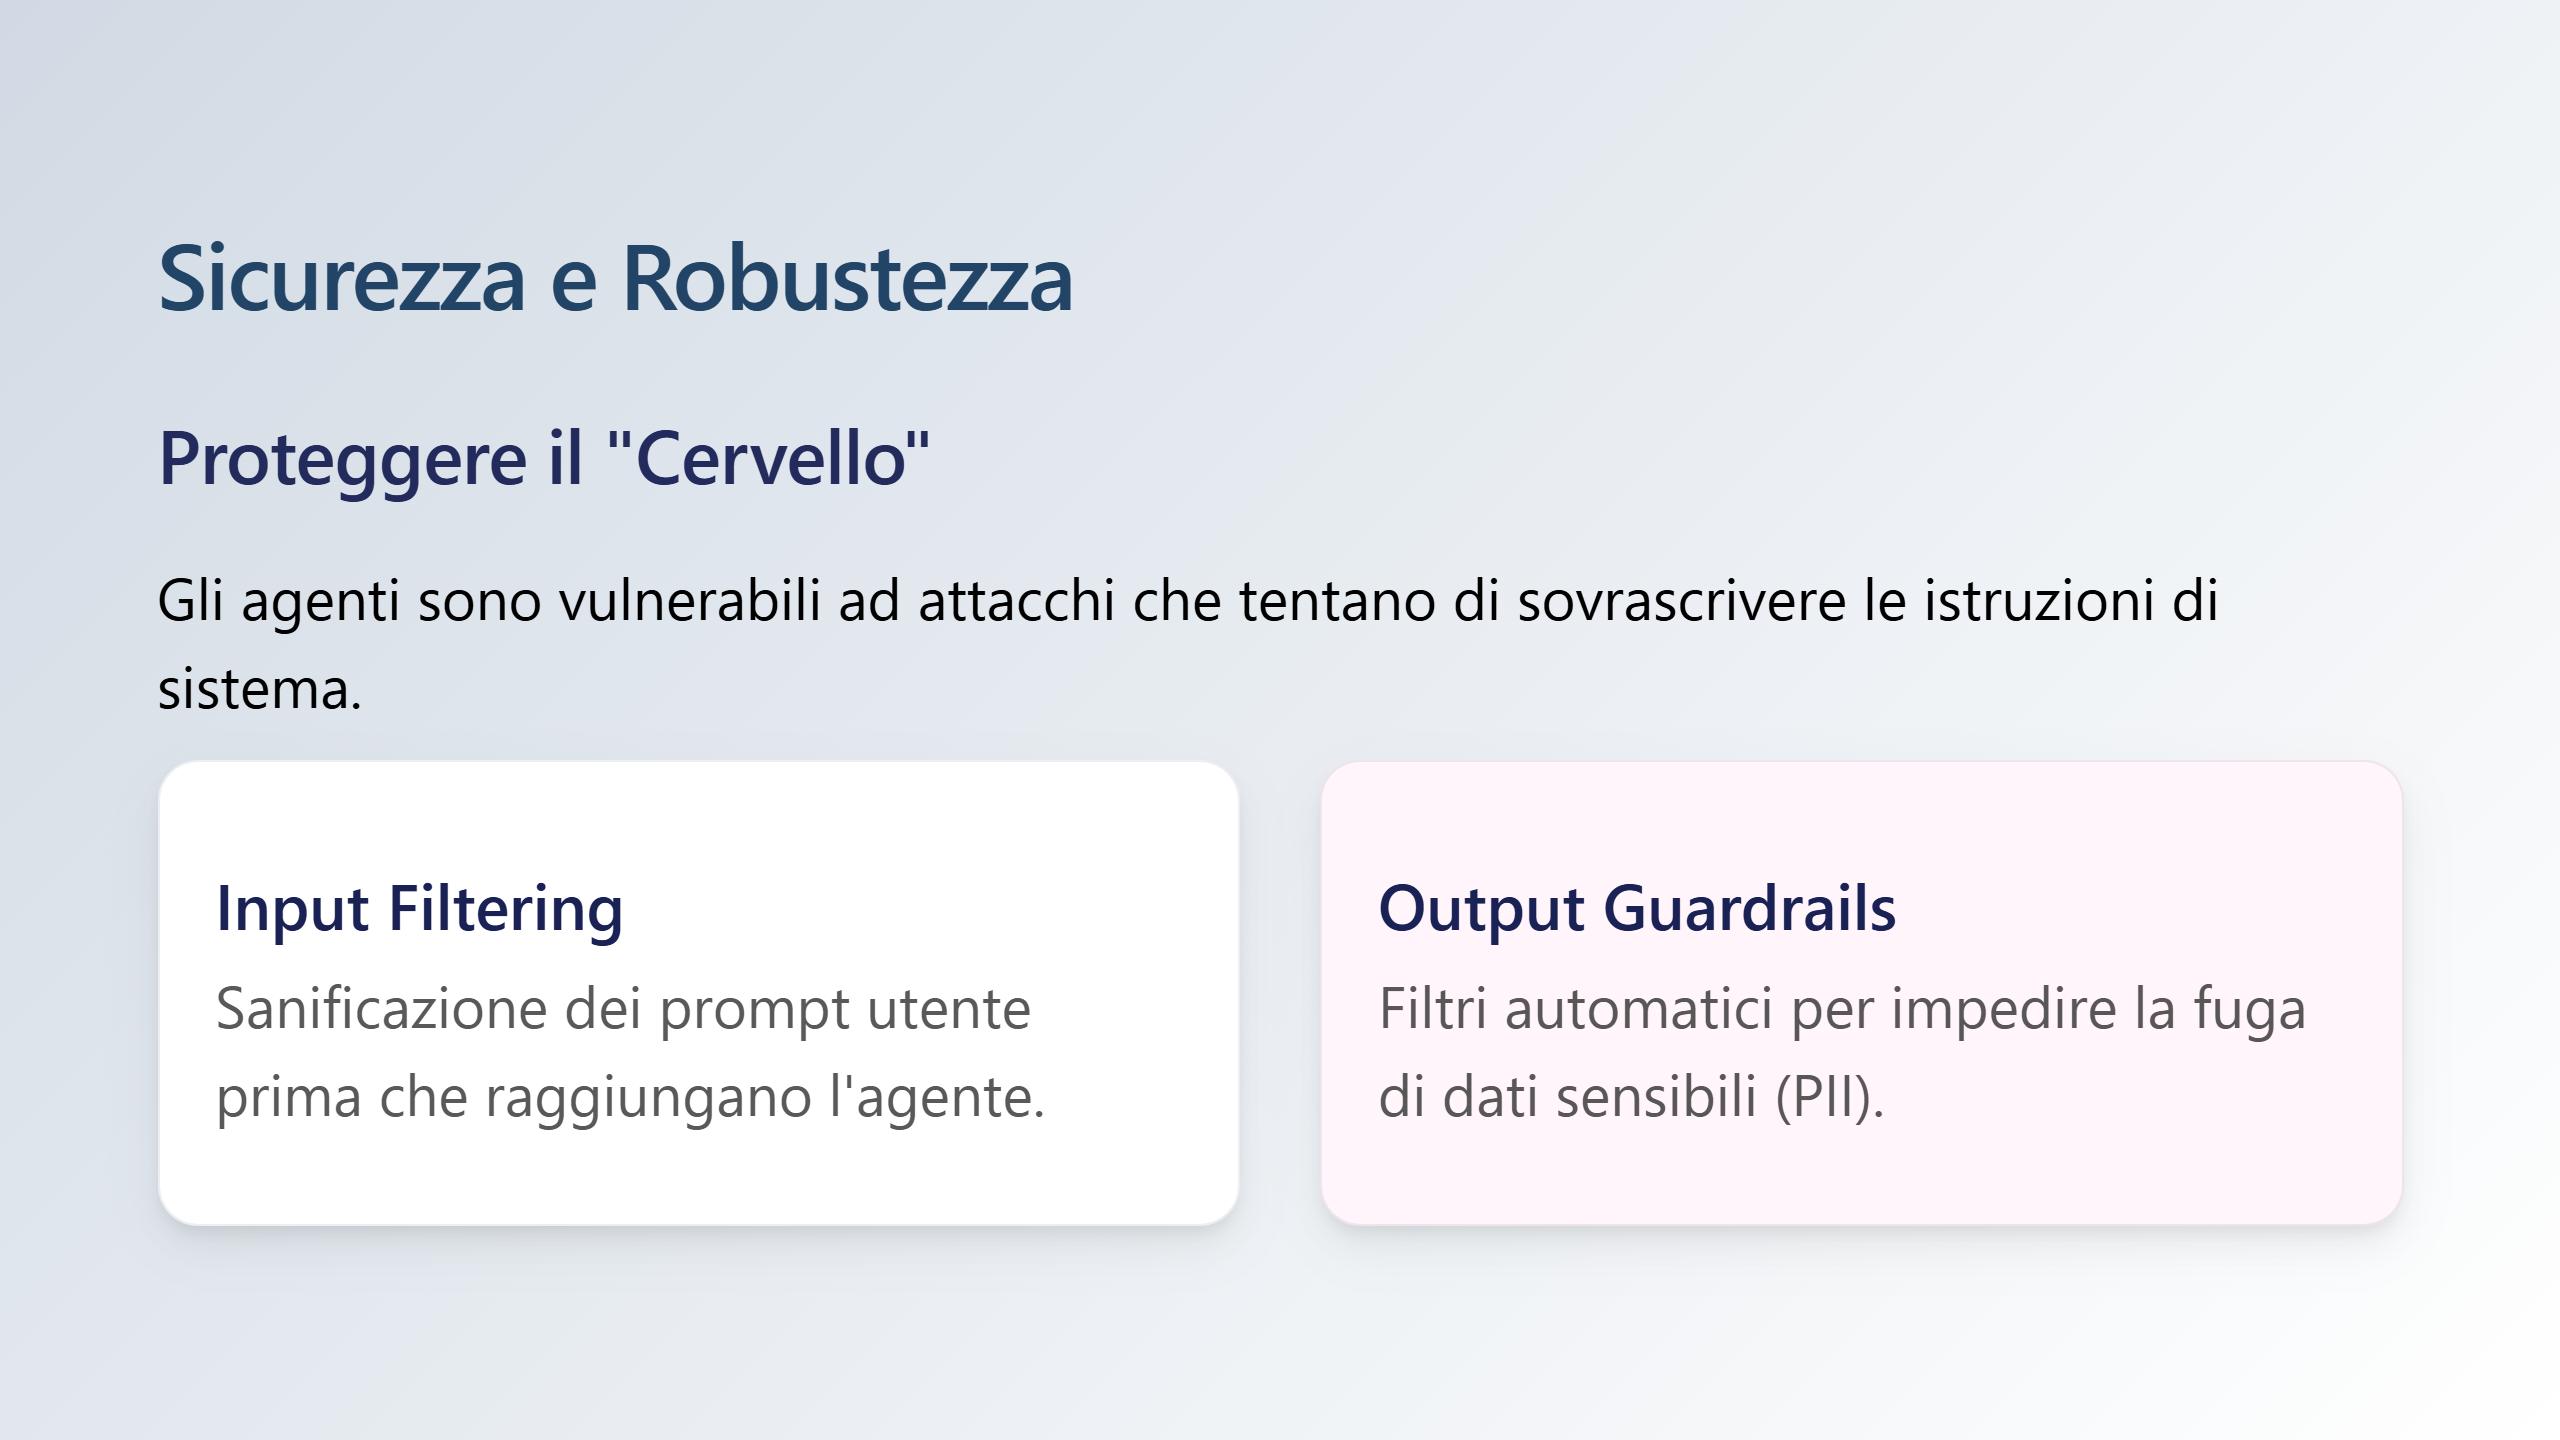 Sicurezza e Robustezza
Proteggere il "Cervello"
Gli agenti sono vulnerabili ad attacchi che tentano di sovrascrivere le istruzioni di
sistema.
Input Filtering
Sanificazione dei prompt utente
prima che raggiungano l'agente.
Output Guardrails
Filtri automatici per impedire la fuga
di dati sensibili (PII).